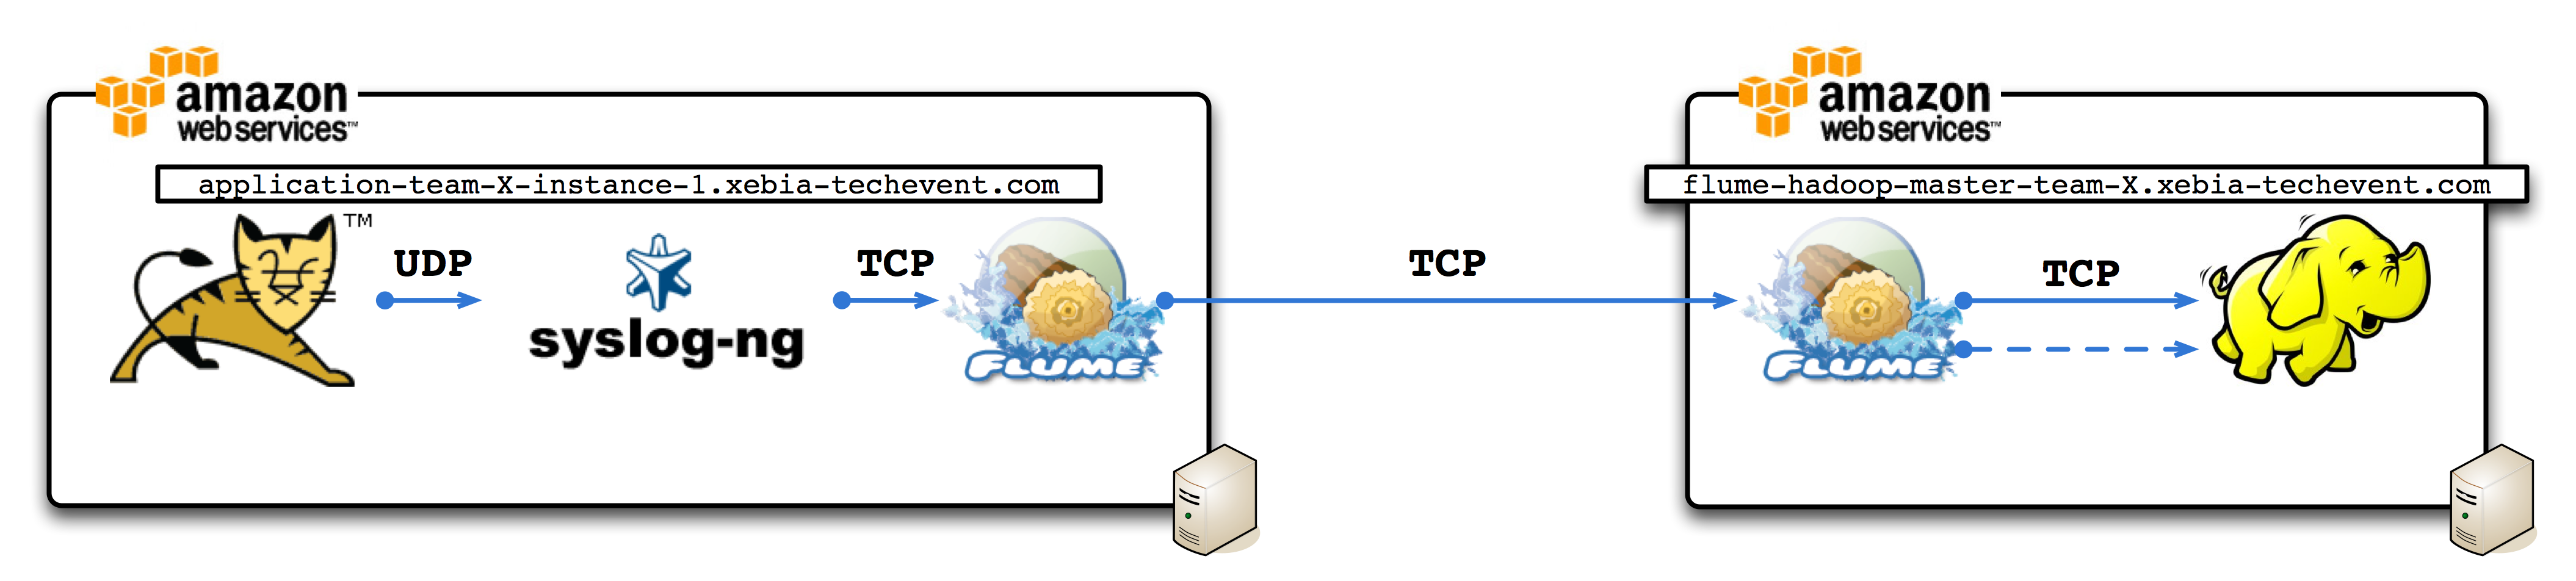 amazon
web services™
application-team-X-instance-1.xebia-techevent.com
TM
UDP
syslog-ng
TCP
FLUME
TCP
amazon
web services™
flume-hadoop-master-team-X.xebia-techevent.com
FLUME
TCP